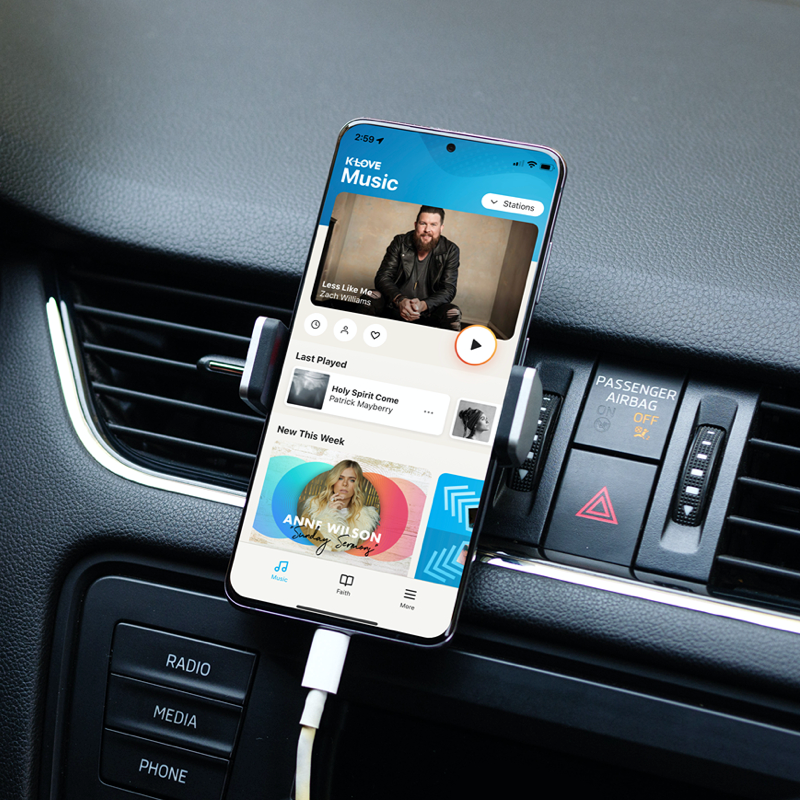 2:59
K-LOVE
Music
Stations
Less Like Me
Zach Williams
Last Played
Holy Spirit Come
Patrick Mayberry
New This Week
ANNE WILSON
Sunday Sermons
Music
Faith
More
PASSENGER
AIRBAG
ON OFF
RADIO
MEDIA
PHONE